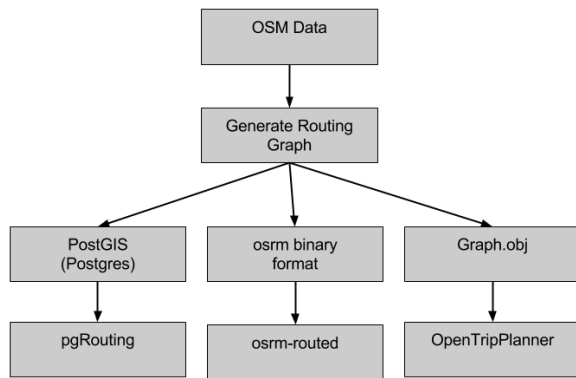 OSM Data
Generate Routing
Graph
PostGIS
(Postgres)
osrm binary
format
Graph.obj
pgRouting
osrm-routed
OpenTripPlanner